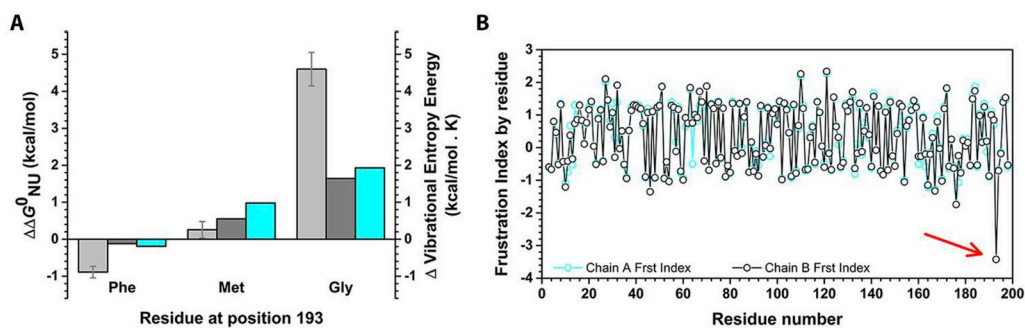 A
ΔΔG⁰NU (kcal/mol)
5
4
3
2
1
0
-1
Phe
Met
Gly
5
4
3
2
1
0
-1
Δ Vibrational Entropy Energy
(kcal/mol . K)
Residue at position 193
B
Frustration Index by residue
3
2
1
0
-1
-2
-3
-4
Chain A Frst Index
Chain B Frst Index
0 20 40 60 80 100 120 140 160 180 200
Residue number